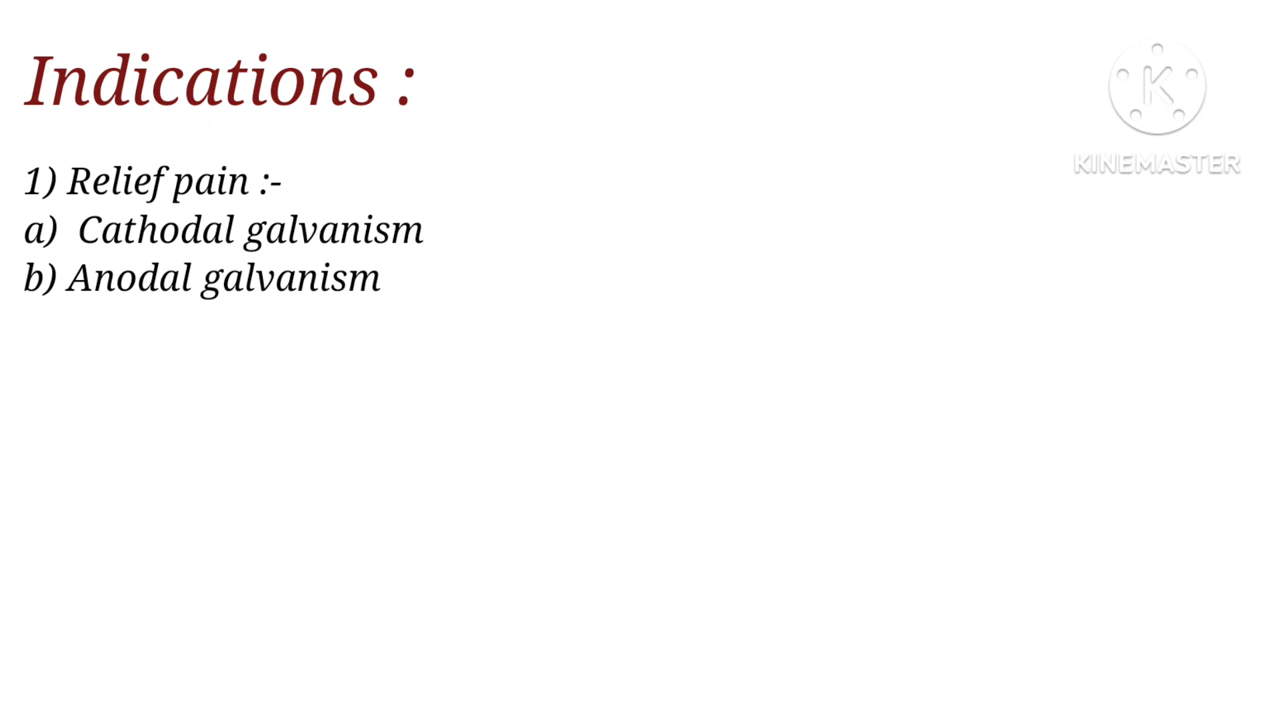 Indications :
K
KINEMASTER
1) Relief pain :-
a)  Cathodal galvanism
b) Anodal galvanism